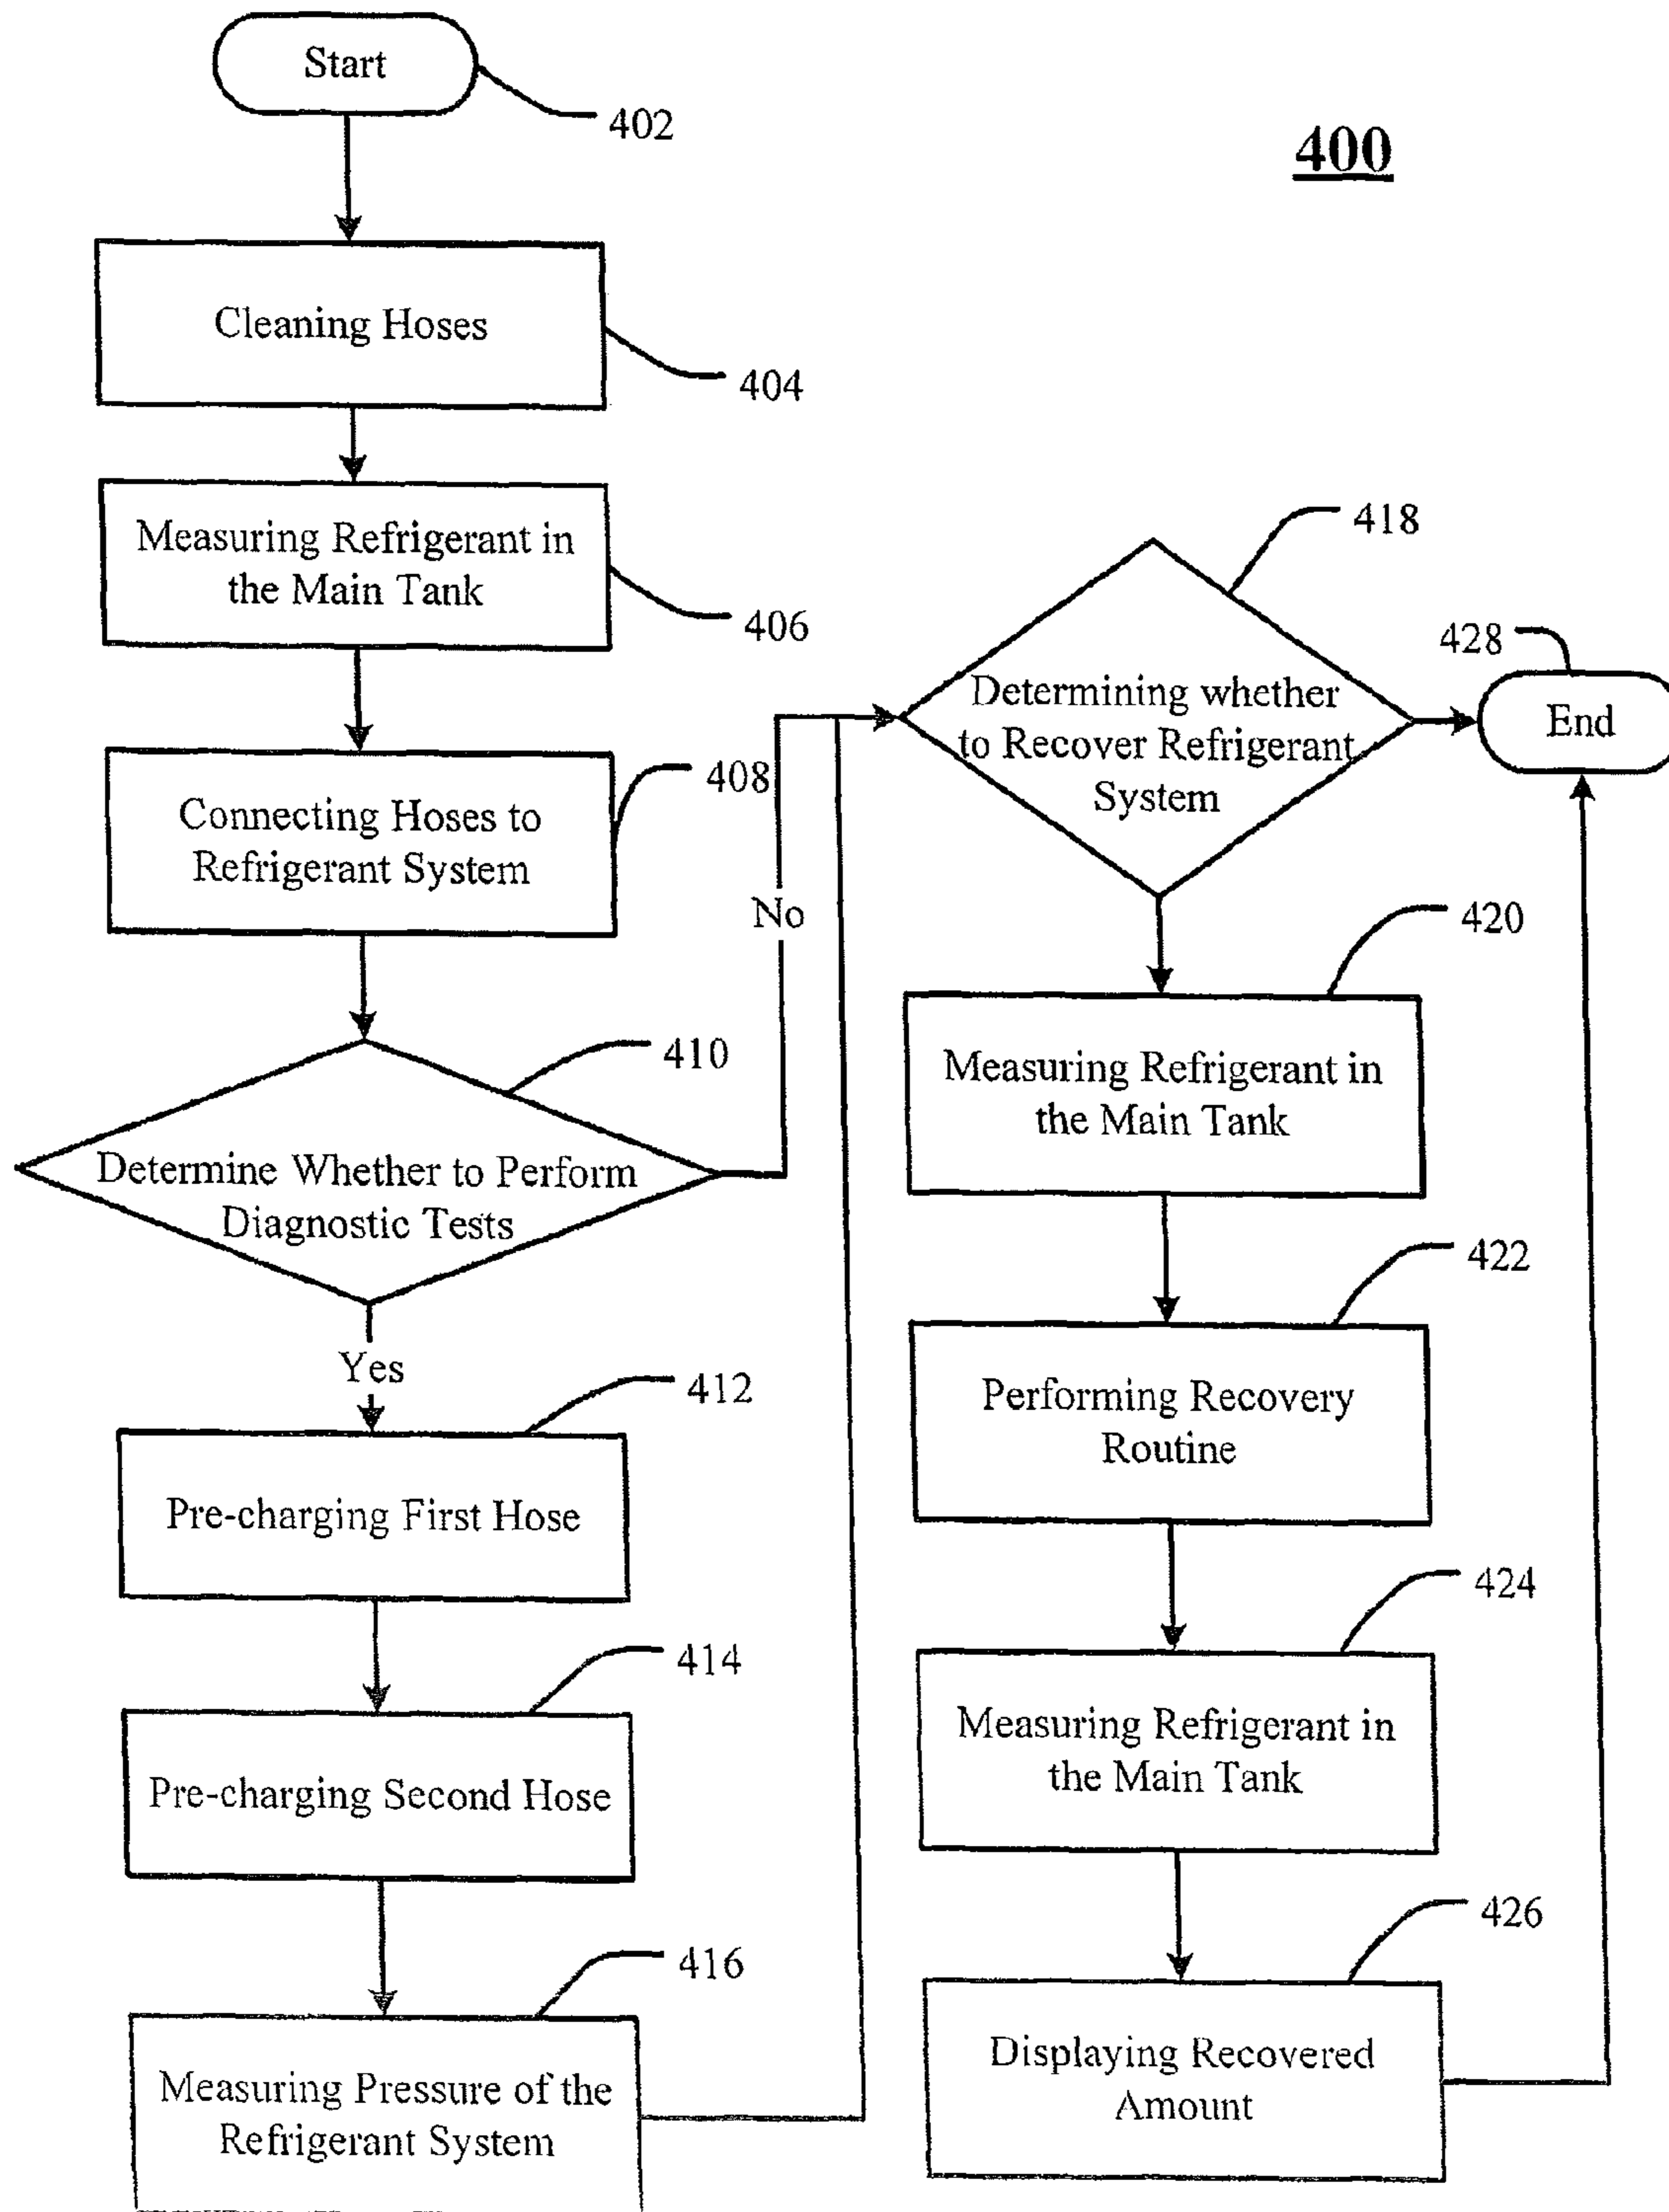 Start
402
400
Cleaning Hoses
404
Measuring Refrigerant in
the Main Tank
406
Connecting Hoses to
Refrigerant System
408
Determine Whether to Perform
Diagnostic Tests
410
No
Yes
Pre-charging First Hose
412
Pre-charging Second Hose
414
Measuring Pressure of the
Refrigerant System
416
Determining whether
to Recover Refrigerant
System
418
428
End
Measuring Refrigerant in
the Main Tank
420
Performing Recovery
Routine
422
Measuring Refrigerant in
the Main Tank
424
Displaying Recovered
Amount
426